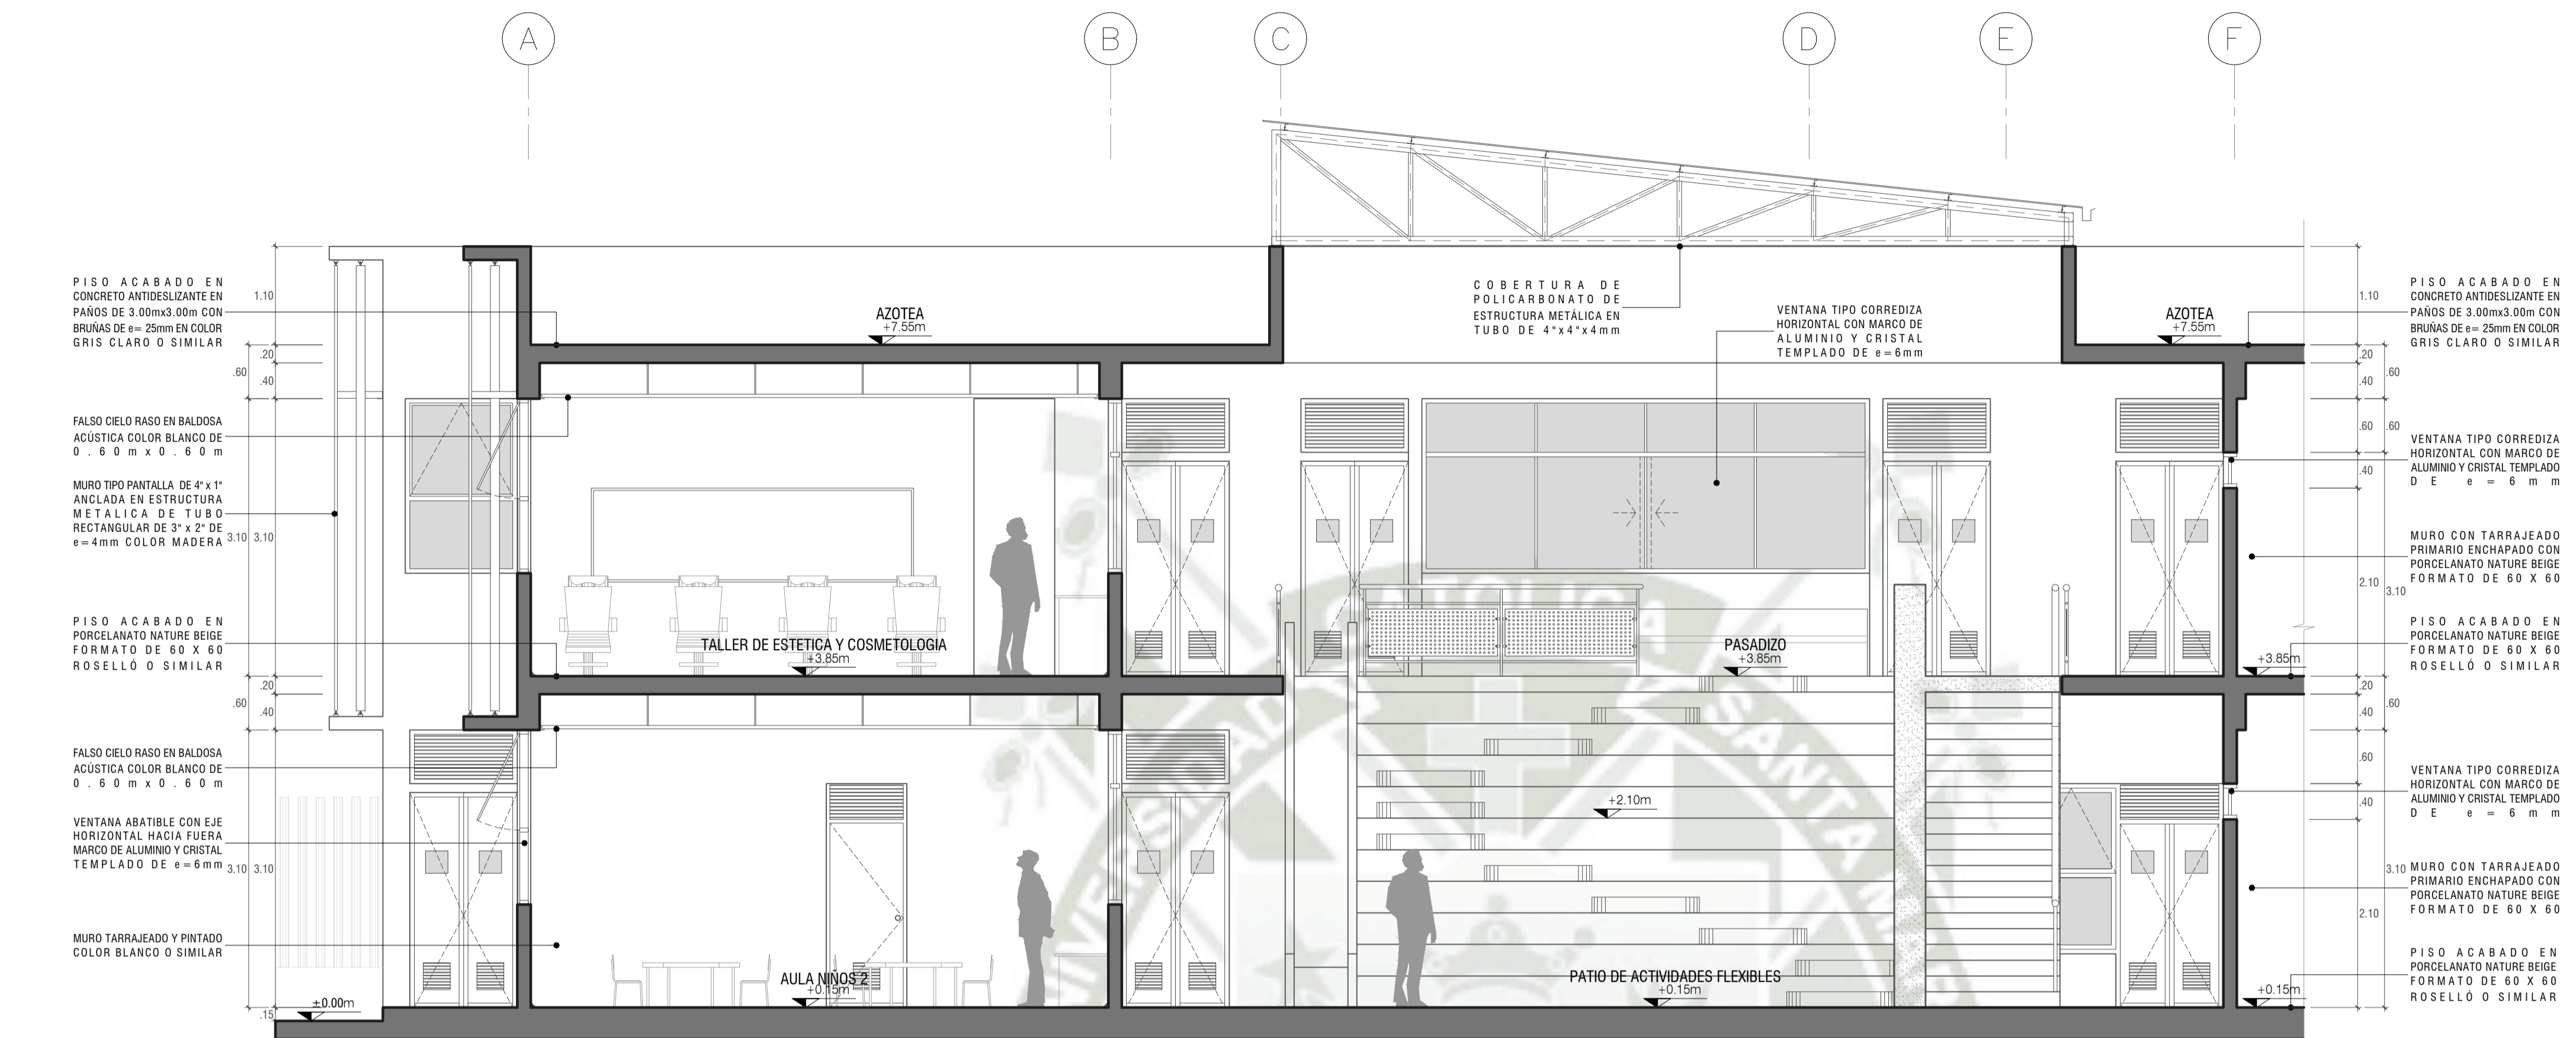 A
B
C
D
E
F
PISO ACABADO EN
CONCRETO ANTIDESLIZANTE EN
PAÑOS DE 3.00mx3.00m CON
BRUÑAS DE e= 25mm EN COLOR
GRIS CLARO O SIMILAR
FALSO CIELO RASO EN BALDOSA
ACÚSTICA COLOR BLANCO DE
0.60m x 0.60m
MURO TIPO PANTALLA DE 4" x 1"
ANCLADA EN ESTRUCTURA
METALICA DE TUBO
RECTANGULAR DE 3" x 2" DE
e=4mm COLOR MADERA
PISO ACABADO EN
PORCELANATO NATURE BEIGE
FORMATO DE 60 X 60
ROSELLÓ O SIMILAR
FALSO CIELO RASO EN BALDOSA
ACÚSTICA COLOR BLANCO DE
0.60m x 0.60m
VENTANA ABATIBLE CON EJE
HORIZONTAL HACIA FUERA
MARCO DE ALUMINIO Y CRISTAL
TEMPLADO DE e=6mm
MURO TARRAJEADO Y PINTADO
COLOR BLANCO O SIMILAR
1.10
.20
.60
.40
3.10 3.10
.20
.60
.40
3.10 3.10
.15
±0.00m
AZOTEA
+7.55m
TALLER DE ESTETICA Y COSMETOLOGIA
+3.85m
AULA NIÑOS 2
+0.15m
COBERTURA DE
POLICARBONATO DE
ESTRUCTURA METÁLICA EN
TUBO DE 4"x4"x4mm
VENTANA TIPO CORREDIZA
HORIZONTAL CON MARCO DE
ALUMINIO Y CRISTAL
TEMPLADO DE e=6mm
PASADIZO
+3.85m
+2.10m
PATIO DE ACTIVIDADES FLEXIBLES
+0.15m
UNIVERSIDAD CATOLICA SANTA MARIA
AZOTEA
+7.55m
+3.85m
+0.15m
1.10
.20
.60
.40
.60
.60
.40
2.10
3.10
.20
.60
.40
.60
.40
3.10
2.10
PISO ACABADO EN
CONCRETO ANTIDESLIZANTE EN
PAÑOS DE 3.00mx3.00m CON
BRUÑAS DE e= 25mm EN COLOR
GRIS CLARO O SIMILAR
VENTANA TIPO CORREDIZA
HORIZONTAL CON MARCO DE
ALUMINIO Y CRISTAL TEMPLADO
DE e=6mm
MURO CON TARRAJEADO
PRIMARIO ENCHAPADO CON
PORCELANATO NATURE BEIGE
FORMATO DE 60 X 60
PISO ACABADO EN
PORCELANATO NATURE BEIGE
FORMATO DE 60 X 60
ROSELLÓ O SIMILAR
VENTANA TIPO CORREDIZA
HORIZONTAL CON MARCO DE
ALUMINIO Y CRISTAL TEMPLADO
DE e=6mm
MURO CON TARRAJEADO
PRIMARIO ENCHAPADO CON
PORCELANATO NATURE BEIGE
FORMATO DE 60 X 60
PISO ACABADO EN
PORCELANATO NATURE BEIGE
FORMATO DE 60 X 60
ROSELLÓ O SIMILAR